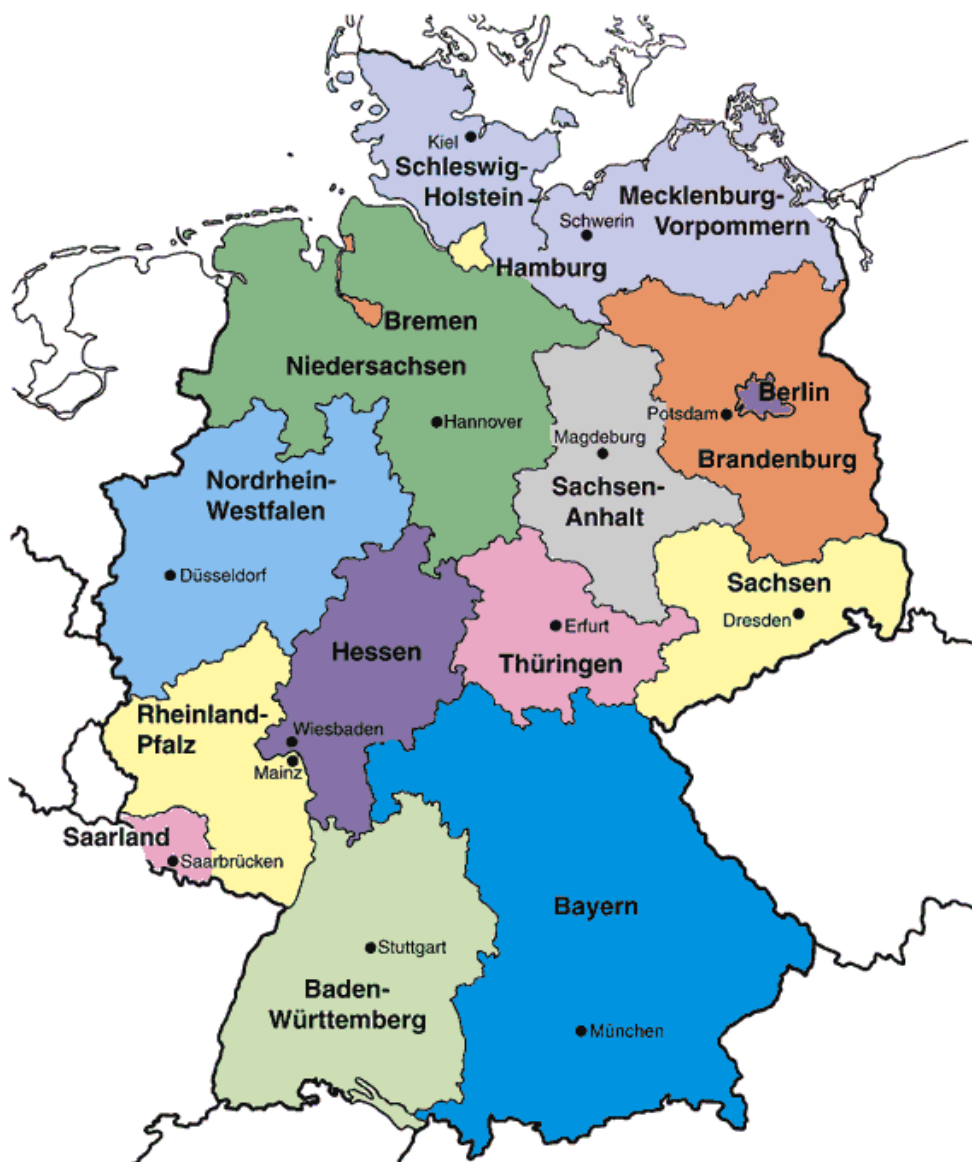 Kiel
Schleswig-
Holstein
Mecklenburg-
Vorpommern
Schwerin
Hamburg
Bremen
Niedersachsen
Hannover
Berlin
Potsdam
Brandenburg
Magdeburg
Sachsen-
Anhalt
Nordrhein-
Westfalen
Düsseldorf
Sachsen
Dresden
Hessen
Erfurt
Thüringen
Rheinland-
Pfalz
Wiesbaden
Mainz
Saarland
Saarbrücken
Bayern
Stuttgart
Baden-
Württemberg
München